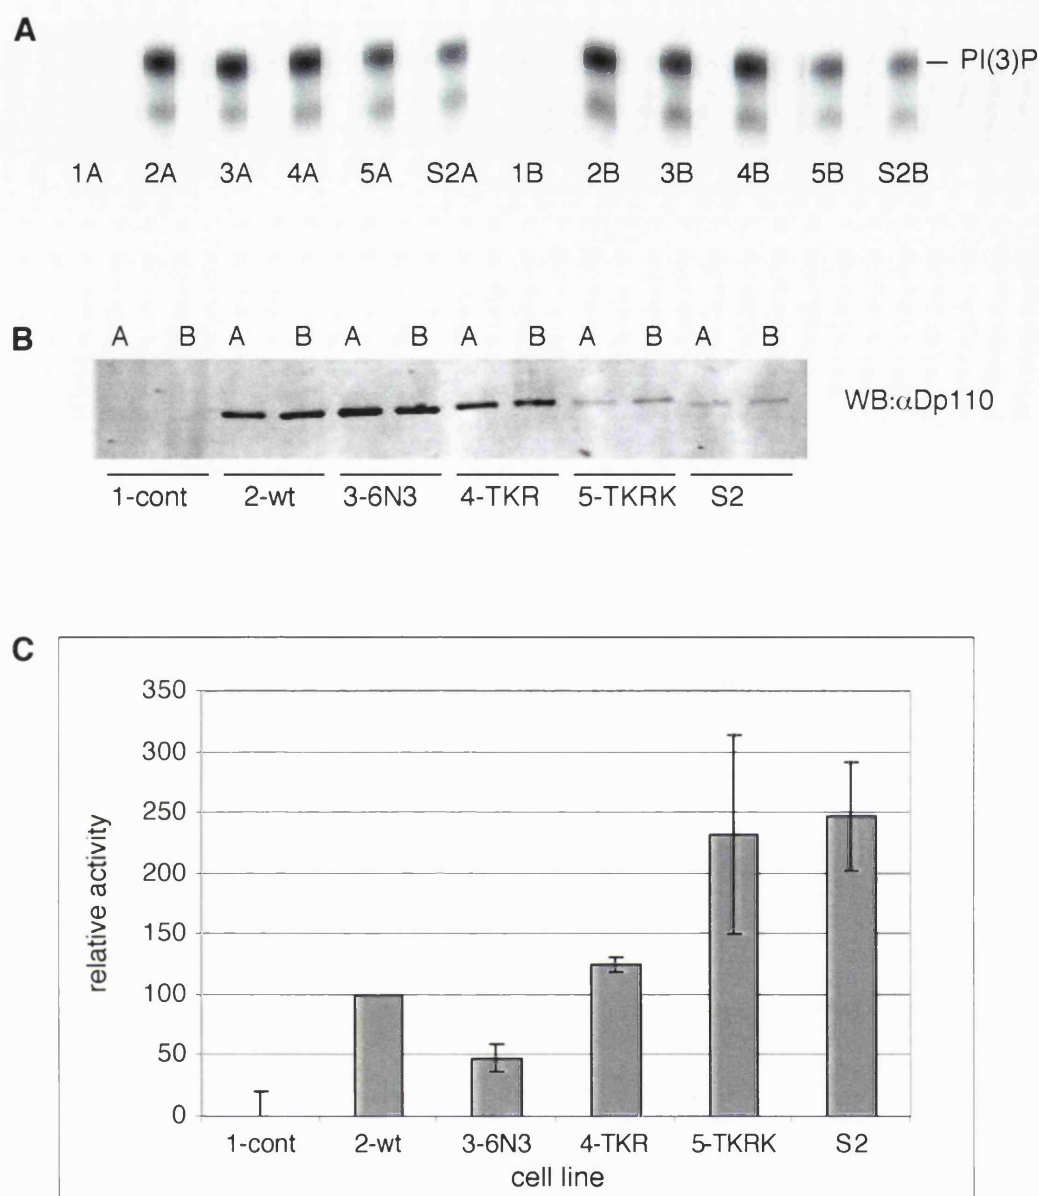 A
PI(3)P
1A 2A 3A 4A 5A S2A 1B 2B 3B 4B 5B S2B
B
A B A B A B A B A B A B
WB:αDp110
1-cont 2-wt 3-6N3 4-TKR 5-TKRK S2
C
350
300
250
200
150
100
50
0
relative activity
1-cont 2-wt 3-6N3 4-TKR 5-TKRK S2
cell line